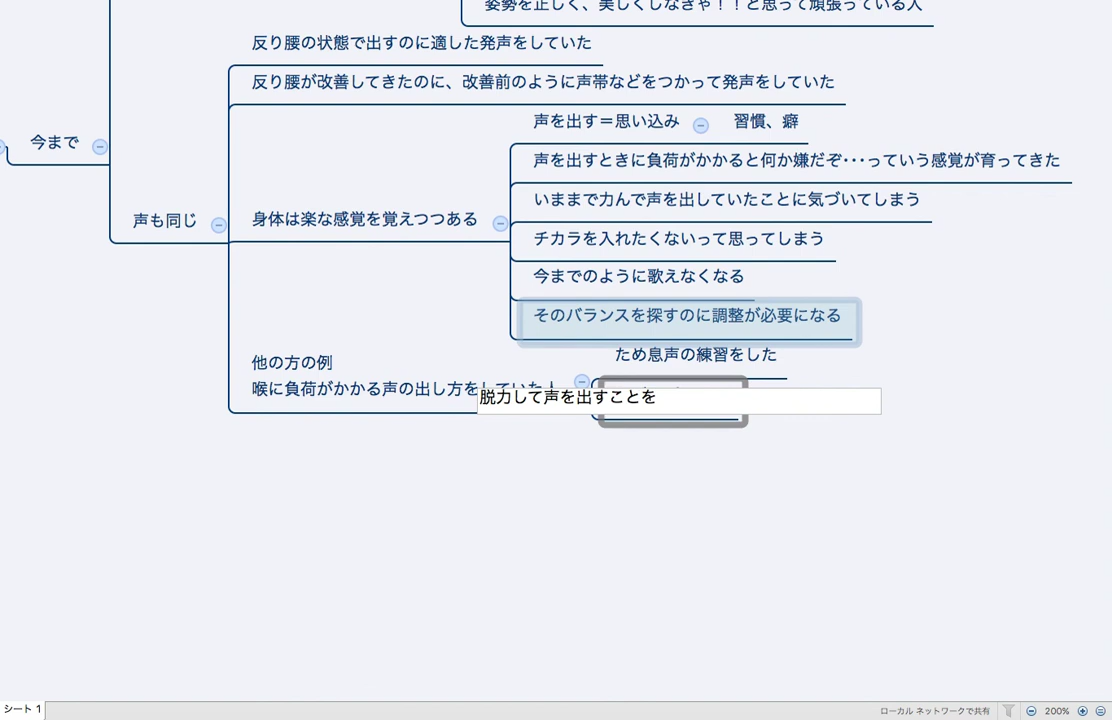 姿勢を正しく、美しくしなきゃ！！と思って頑張っている人
反り腰の状態で出すのに適した発声をしていた
反り腰が改善してきたのに、改善前のように声帯などをつかって発声をしていた
今まで
声を出す＝思い込み
習慣、癖
声を出すときに負荷がかかると何か嫌だぞ･･･っていう感覚が育ってきた
いままで力んで声を出していたことに気づいてしまう
声も同じ
身体は楽な感覚を覚えつつある
チカラを入れたくないって思ってしまう
今までのように歌えなくなる
そのバランスを探すのに調整が必要になる
他の方の例
喉に負荷がかかる声の出し方をしていた人
ため息声の練習をした
脱力して声を出すことを
シート 1
ローカル ネットワークで共有
200%